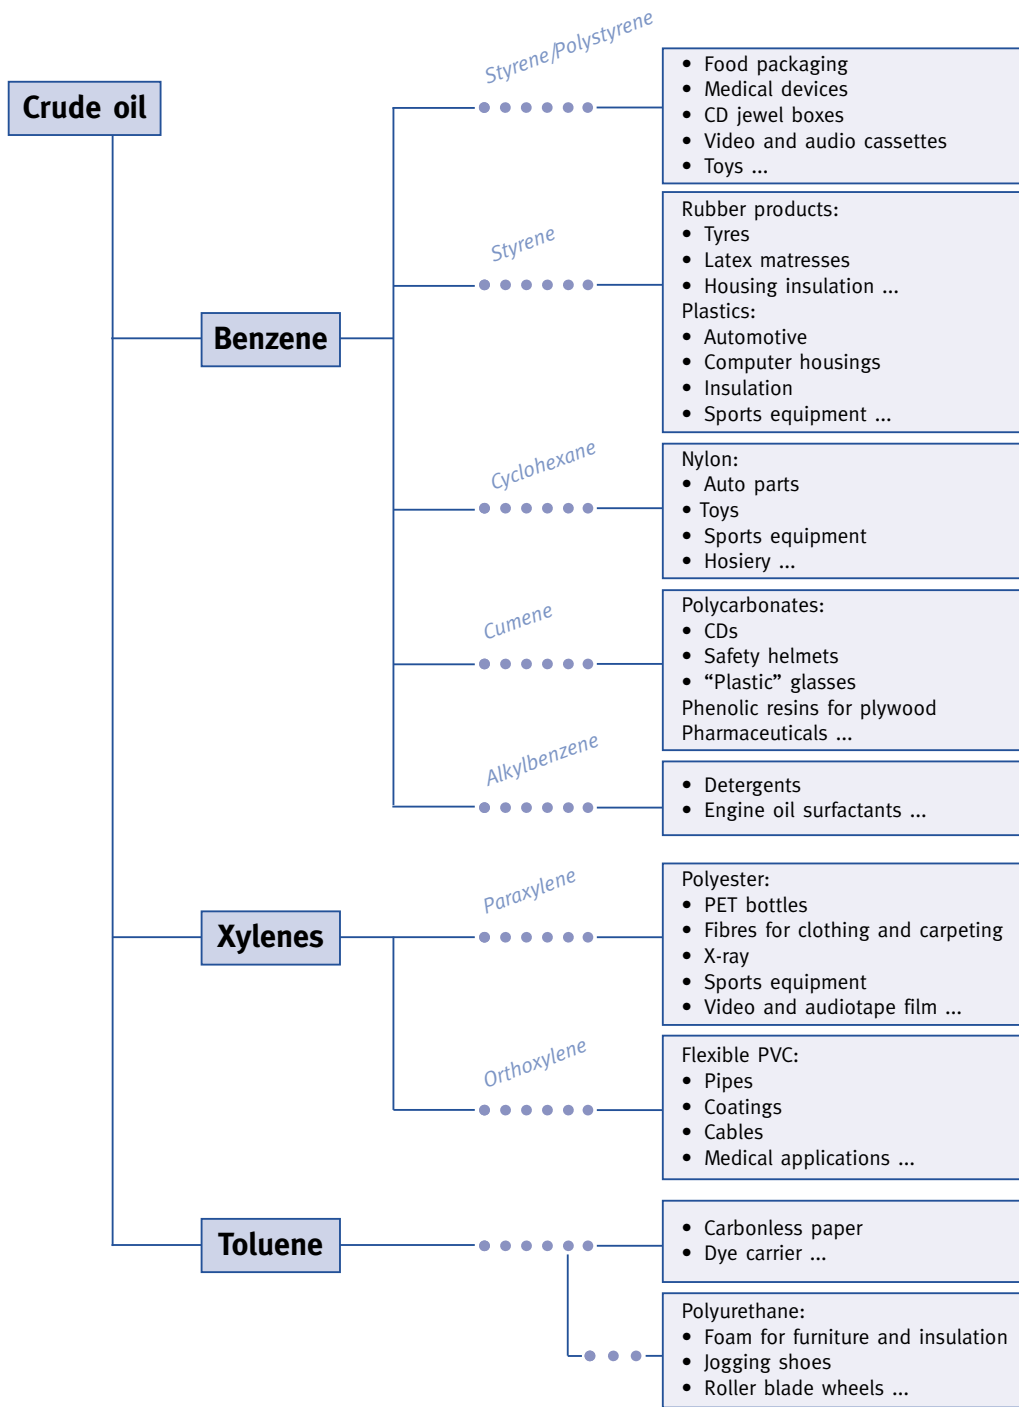 Crude oil
Styrene/Polystyrene
• Food packaging
• Medical devices
• CD jewel boxes
• Video and audio cassettes
• Toys ...
Benzene
Styrene
Rubber products:
• Tyres
• Latex matresses
• Housing insulation ...
Plastics:
• Automotive
• Computer housings
• Insulation
• Sports equipment ...
Cyclohexane
Nylon:
• Auto parts
• Toys
• Sports equipment
• Hosiery ...
Cumene
Polycarbonates:
• CDs
• Safety helmets
• “Plastic” glasses
Phenolic resins for plywood
Pharmaceuticals ...
Alkylbenzene
• Detergents
• Engine oil surfactants ...
Xylenes
Paraxylene
Polyester:
• PET bottles
• Fibres for clothing and carpeting
• X-ray
• Sports equipment
• Video and audiotape film ...
Orthoxylene
Flexible PVC:
• Pipes
• Coatings
• Cables
• Medical applications ...
Toluene
• Carbonless paper
• Dye carrier ...
Polyurethane:
• Foam for furniture and insulation
• Jogging shoes
• Roller blade wheels ...